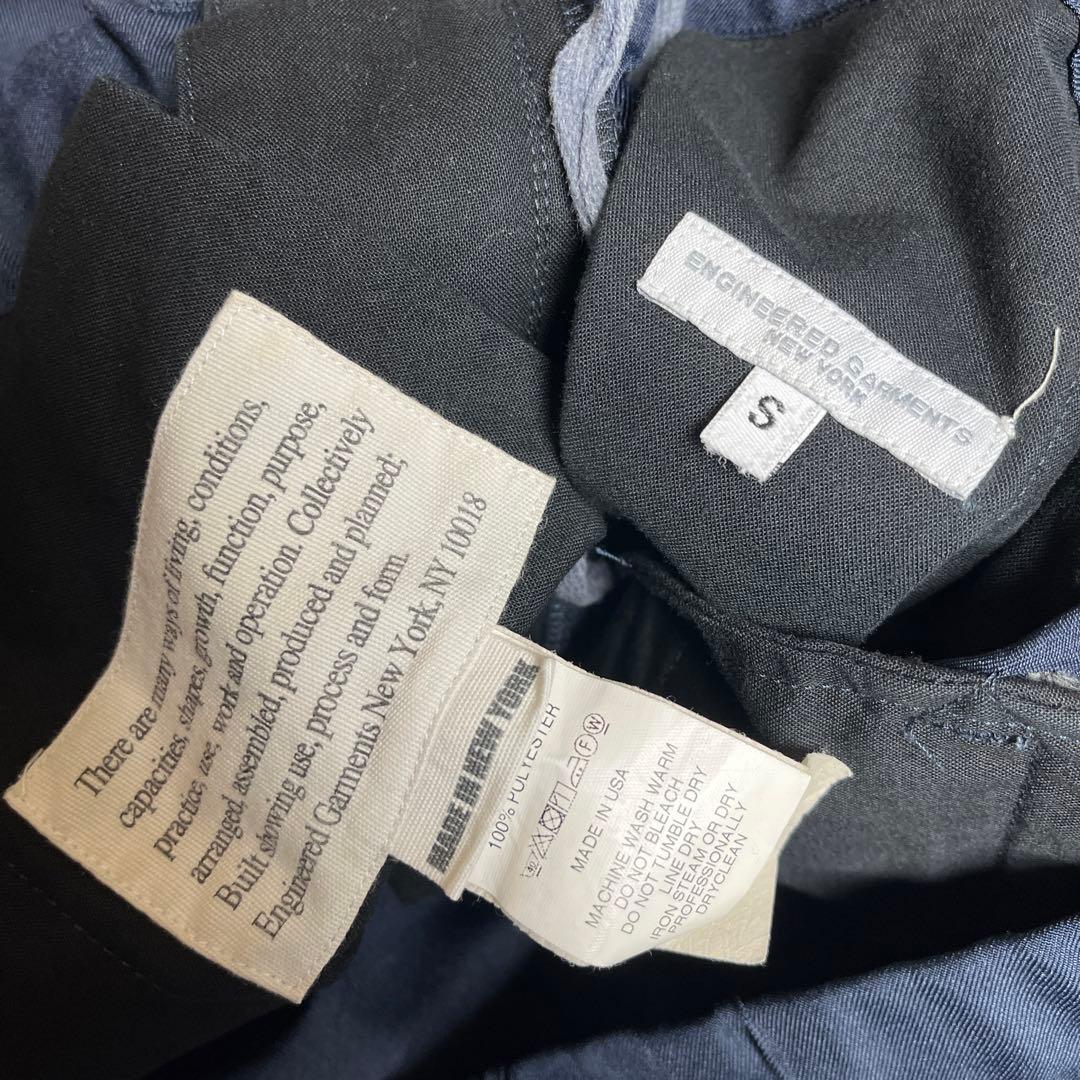 ENGINEERED GARMENTS
NEW YORK
S
There are many ways of living, conditions,
capacities, shapes, growth, function, purpose,
practice, use, work and operation. Collectively
arranged, assembled, produced and planned;
Built showing use, process and form.
Engineered Garments New York, NY 10018
MADE IN NEW YORK
100% POLYESTER
40 P F W
MADE IN USA
MACHINE WASH WARM
DO NOT BLEACH
DO NOT TUMBLE DRY
LINE DRY
IRON STEAM OR DRY
PROFESSIONALLY
DRYCLEAN